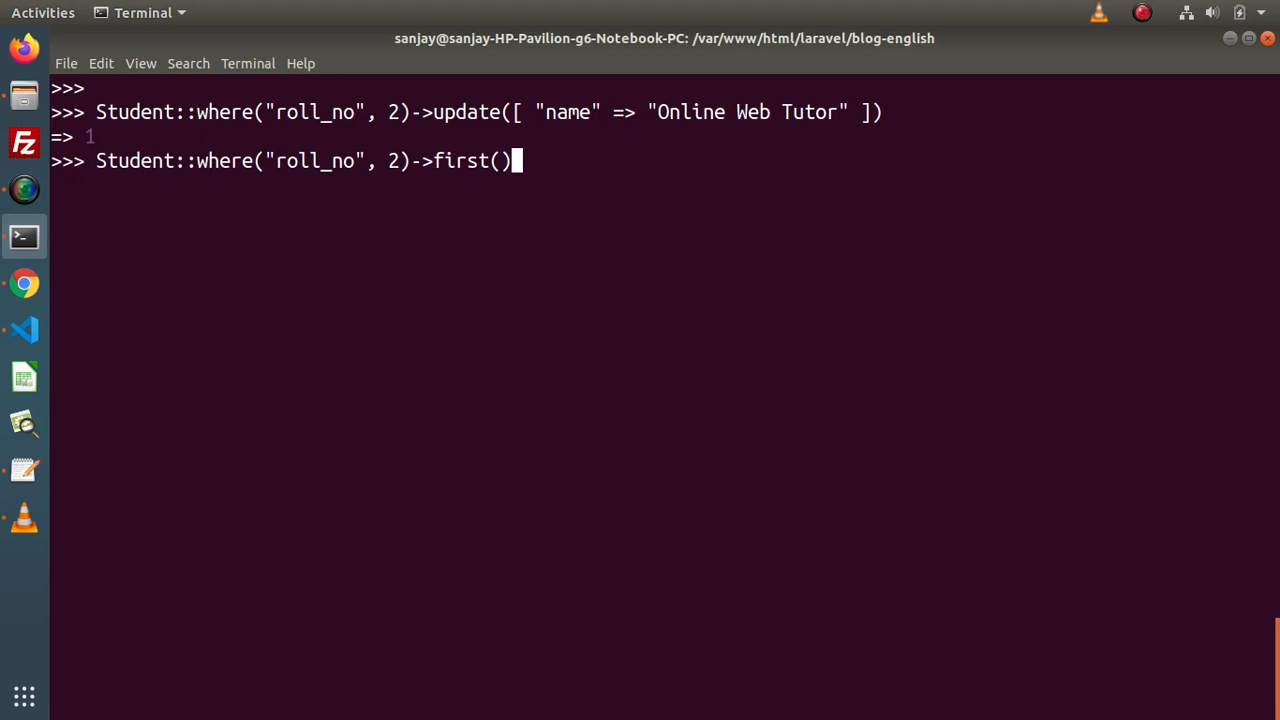 Activities Terminal
sanjay@sanjay-HP-Pavilion-g6-Notebook-PC: /var/www/html/laravel/blog-english
File Edit View Search Terminal Help
>>>
>>> Student::where("roll_no", 2)->update([ "name" => "Online Web Tutor" ])
=> 1
>>> Student::where("roll_no", 2)->first()